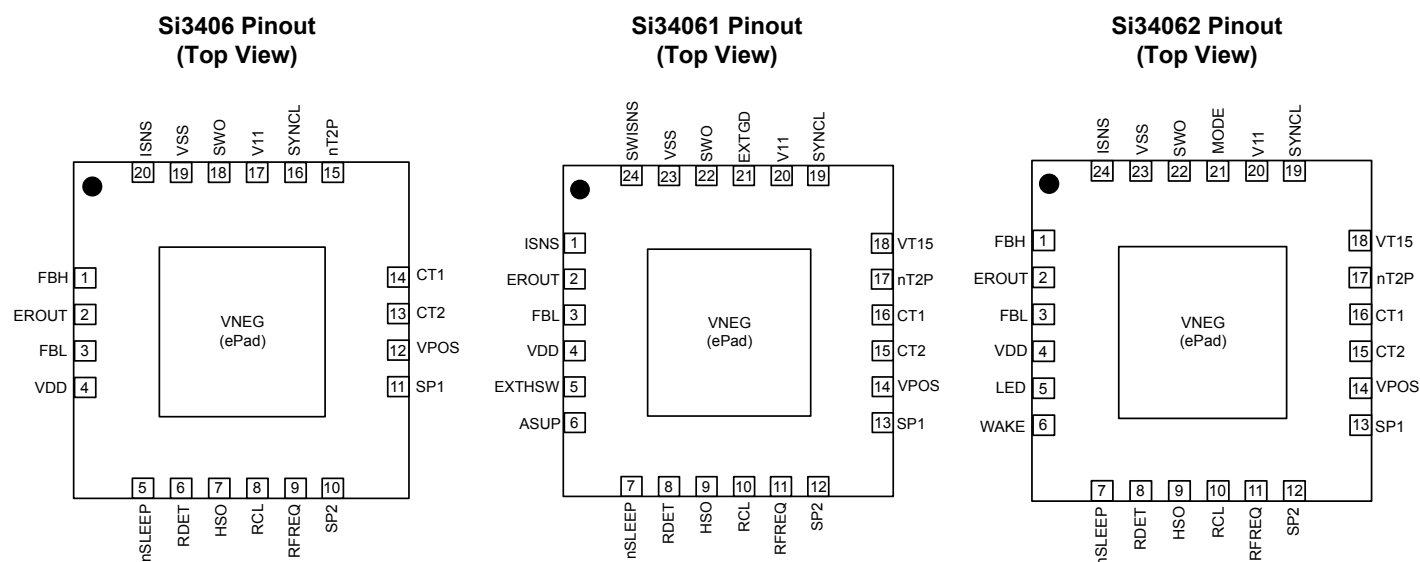 Si3406 Pinout
(Top View)
ISNS
VSS
SWO
V11
SYNCL
nT2P
20
19
18
17
16
15
FBH 1
EROUT 2
FBL 3
VDD 4
VNEG
(ePad)
14 CT1
13 CT2
12 VPOS
11 SP1
5
6
7
8
9
10
nSLEEP
RDET
HSO
RCL
RFREQ
SP2
Si34061 Pinout
(Top View)
SWISNS
VSS
SWO
EXTGD
V11
SYNCL
24
23
22
21
20
19
ISNS 1
EROUT 2
FBL 3
VDD 4
EXTHSW 5
ASUP 6
VNEG
(ePad)
18 VT15
17 nT2P
16 CT1
15 CT2
14 VPOS
13 SP1
7
8
9
10
11
12
nSLEEP
RDET
HSO
RCL
RFREQ
SP2
Si34062 Pinout
(Top View)
ISNS
VSS
SWO
MODE
V11
SYNCL
24
23
22
21
20
19
FBH 1
EROUT 2
FBL 3
VDD 4
LED 5
WAKE 6
VNEG
(ePad)
18 VT15
17 nT2P
16 CT1
15 CT2
14 VPOS
13 SP1
7
8
9
10
11
12
nSLEEP
RDET
HSO
RCL
RFREQ
SP2